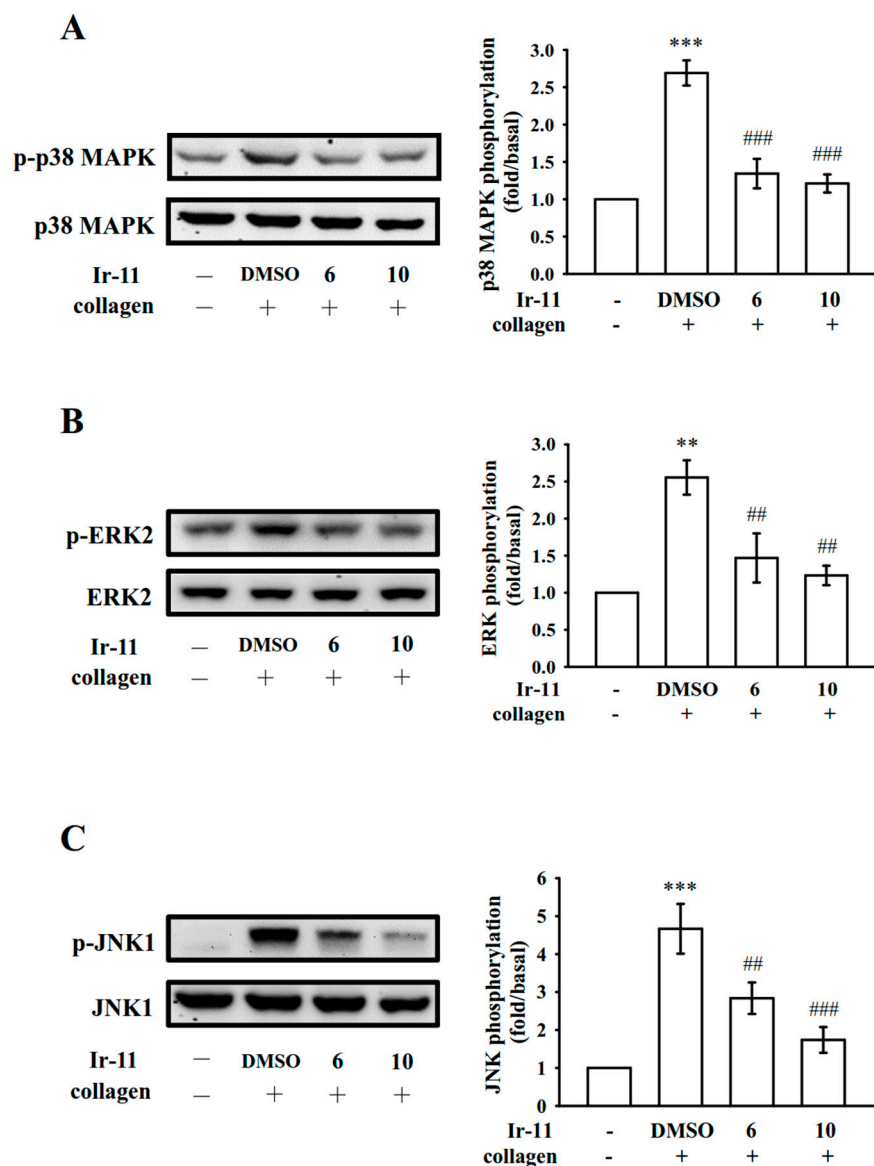 A
p-p38 MAPK
p38 MAPK
Ir-11 — DMSO 6 10
collagen — + + +
p38 MAPK phosphorylation
(fold/basal)
3.0
2.5
2.0
1.5
1.0
0.5
0.0
***
###
###
Ir-11 - DMSO 6 10
collagen - + + +
B
p-ERK2
ERK2
Ir-11 — DMSO 6 10
collagen — + + +
ERK phosphorylation
(fold/basal)
3.0
2.5
2.0
1.5
1.0
0.5
0.0
**
##
##
Ir-11 - DMSO 6 10
collagen - + + +
C
p-JNK1
JNK1
Ir-11 — DMSO 6 10
collagen — + + +
JNK phosphorylation
(fold/basal)
6
5
4
3
2
1
0
***
##
###
Ir-11 - DMSO 6 10
collagen - + + +